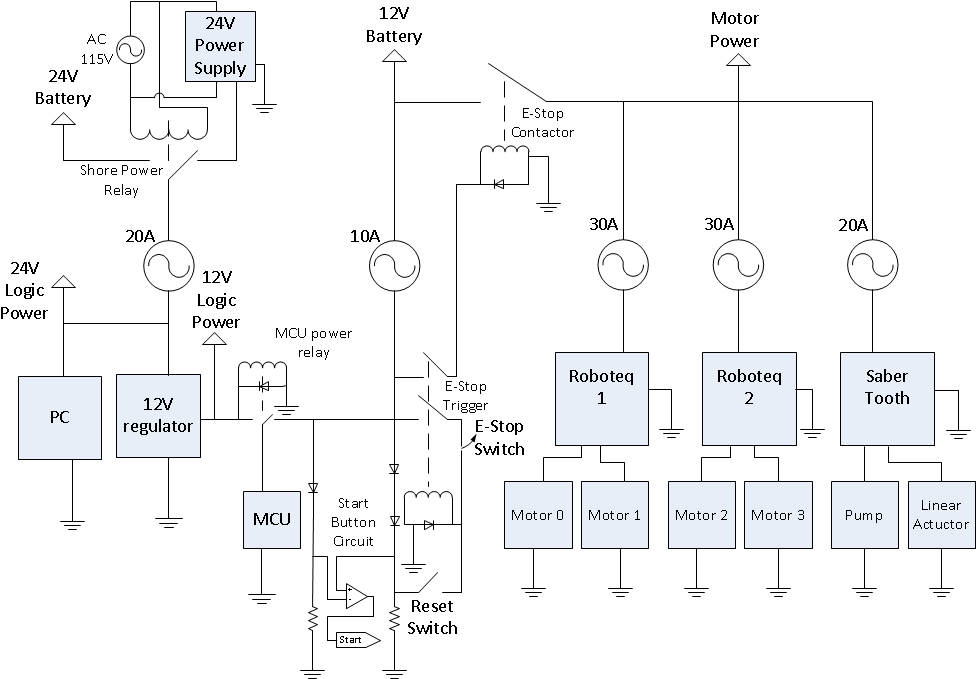 AC
115V
24V
Power
Supply
24V
Battery
Shore Power
Relay
12V
Battery
Motor
Power
E-Stop
Contactor
20A
10A
30A
30A
20A
24V
Logic
Power
12V
Logic
Power
MCU power
relay
PC
12V
regulator
E-Stop
Trigger
E-Stop
Switch
Roboteq
1
Roboteq
2
Saber
Tooth
MCU
Start
Button
Circuit
Motor 0
Motor 1
Motor 2
Motor 3
Pump
Linear
Actuctor
+
-
Reset
Switch
Start